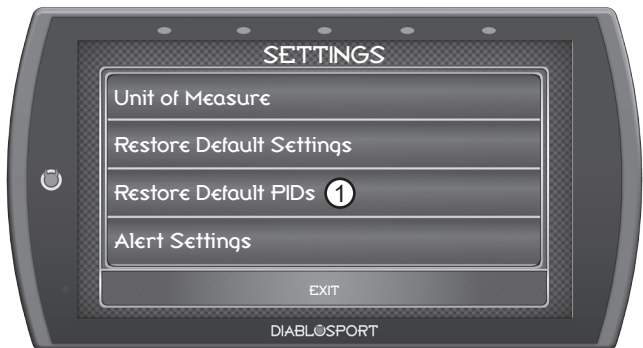 SETTINGS
Unit of Measure
Restore Default Settings
Restore Default PIDs 1
Alert Settings
EXIT
DIABLOSPORT